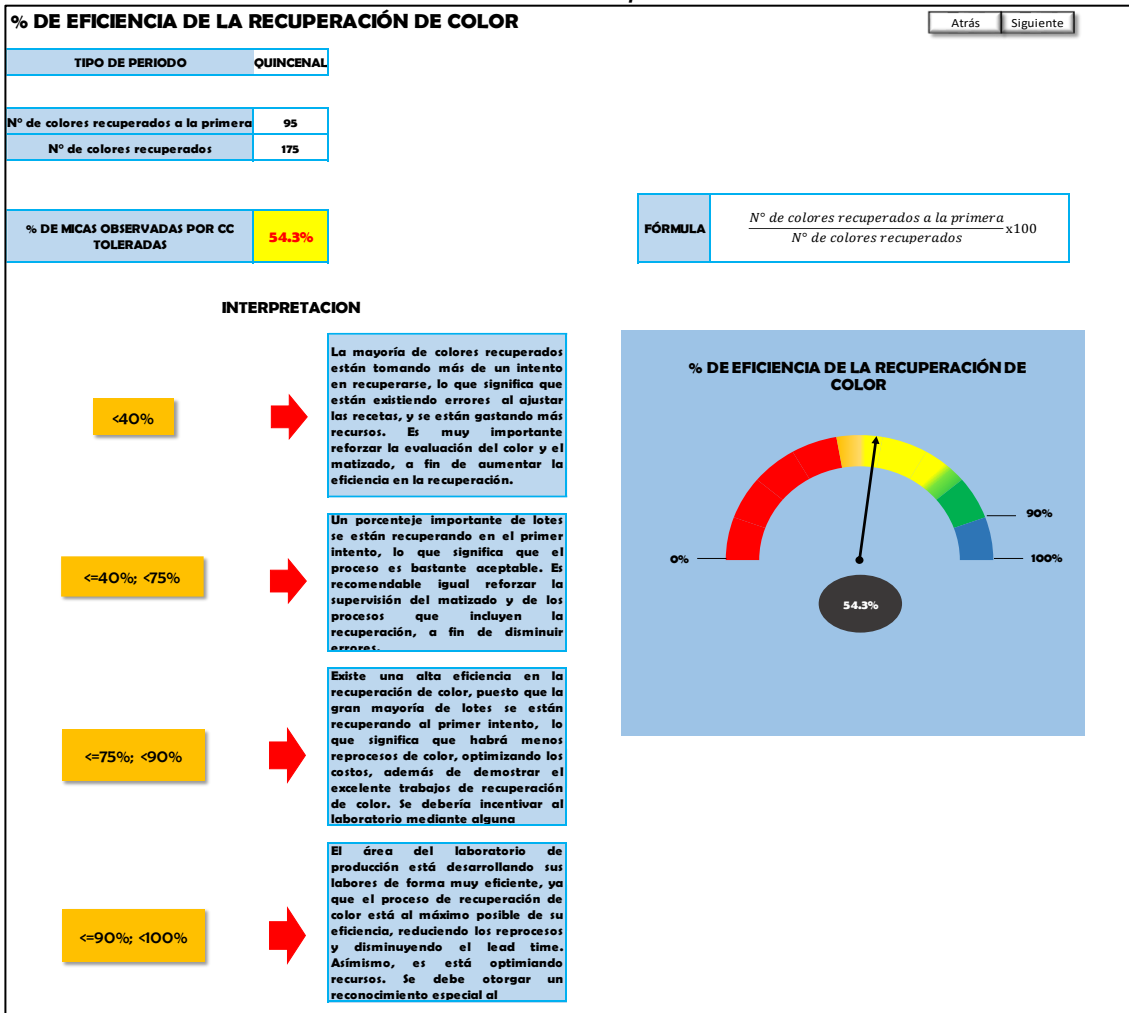 % DE EFICIENCIA DE LA RECUPERACIÓN DE COLOR
Atrás
Siguiente
TIPO DE PERIODO
QUINCENAL
N° de colores recuperados a la primera
95
N° de colores recuperados
175
% DE MICAS OBSERVADAS POR CC
TOLERADAS
54.3%
FÓRMULA
N° de colores recuperados a la primera
N° de colores recuperados
x100
INTERPRETACION
<40%
La mayoría de colores recuperados
están tomando más de un intento
en recuperarse, lo que significa que
están existiendo errores al ajustar
las recetas, y se están gastando más
recursos. Es muy importante
reforzar la evaluación del color y el
matizado, a fin de aumentar la
eficiencia en la recuperación.
<=40%; <75%
Un porcenteje importante de lotes
se están recuperando en el primer
intento, lo que significa que el
proceso es bastante aceptable. Es
recomendable igual reforzar la
supervisión del matizado y de los
procesos que incluyen la
recuperación, a fin de disminuir
errores.
<=75%; <90%
Existe una alta eficiencia en la
recuperación de color, puesto que la
gran mayoría de lotes se están
recuperando al primer intento, lo
que significa que habrá menos
reprocesos de color, optimizando los
costos, además de demostrar el
excelente trabajos de recuperación
de color. Se debería incentivar al
laboratorio mediante alguna
<=90%; <100%
El área del laboratorio de
producción está desarrollando sus
labores de forma muy eficiente, ya
que el proceso de recuperación de
color está al máximo posible de su
eficiencia, reduciendo los reprocesos
y disminuyendo el lead time.
Asímismo, es está optimiando
recursos. Se debe otorgar un
reconocimiento especial al
% DE EFICIENCIA DE LA RECUPERACIÓN DE
COLOR
90%
0%
100%
54.3%